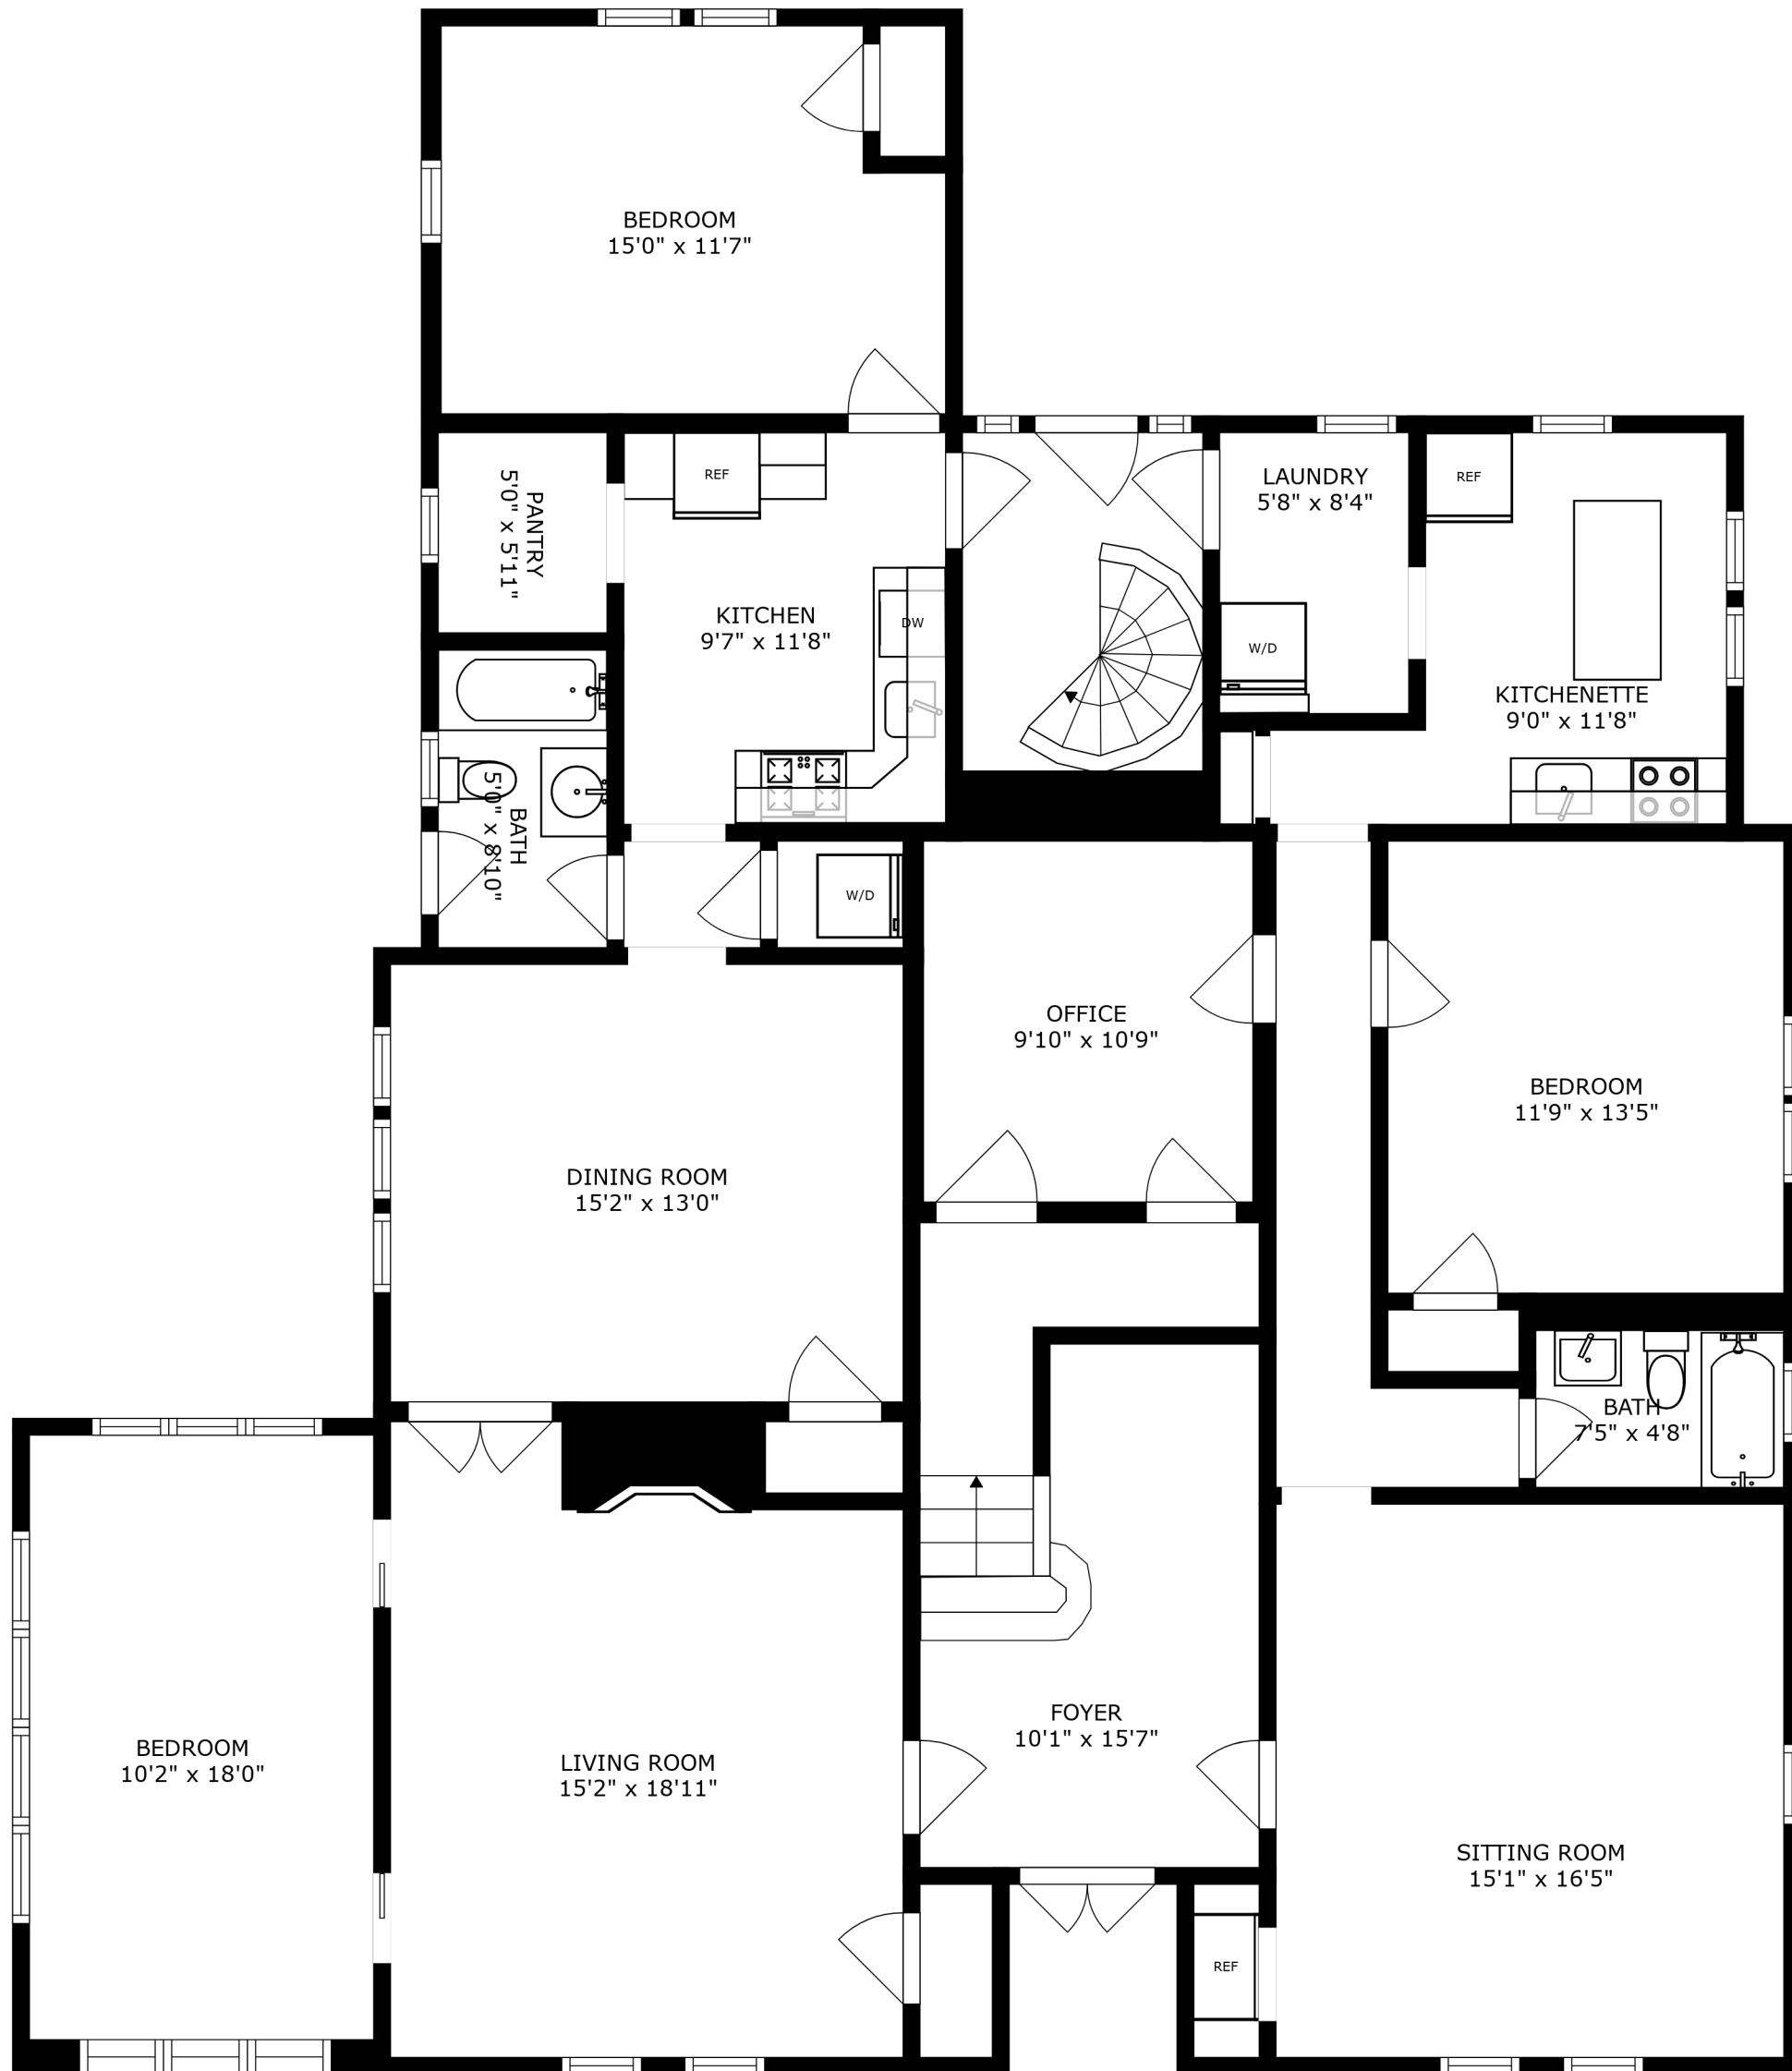 BEDROOM
15'0" x 11'7"
REF
LAUNDRY
5'8" x 8'4"
REF
PANTRY
5'0" x 5'11"
KITCHEN
9'7" x 11'8"
DW
W/D
KITCHENETTE
9'0" x 11'8"
BATH
5'0" x 8'10"
W/D
OFFICE
9'10" x 10'9"
BEDROOM
11'9" x 13'5"
DINING ROOM
15'2" x 13'0"
BATH
7'5" x 4'8"
FOYER
10'1" x 15'7"
BEDROOM
10'2" x 18'0"
LIVING ROOM
15'2" x 18'11"
SITTING ROOM
15'1" x 16'5"
REF